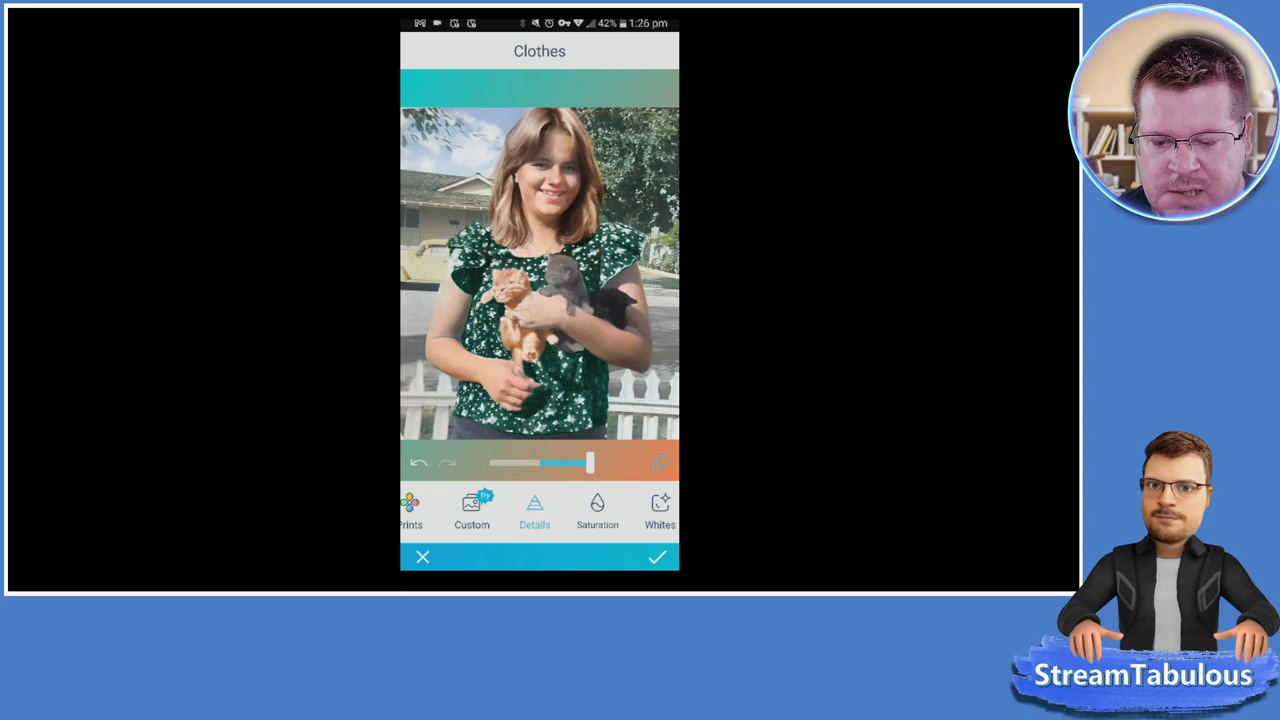 42% 1:26 pm
Clothes
Prints
Custom
Try
Details
Saturation
Whites
StreamTabulous